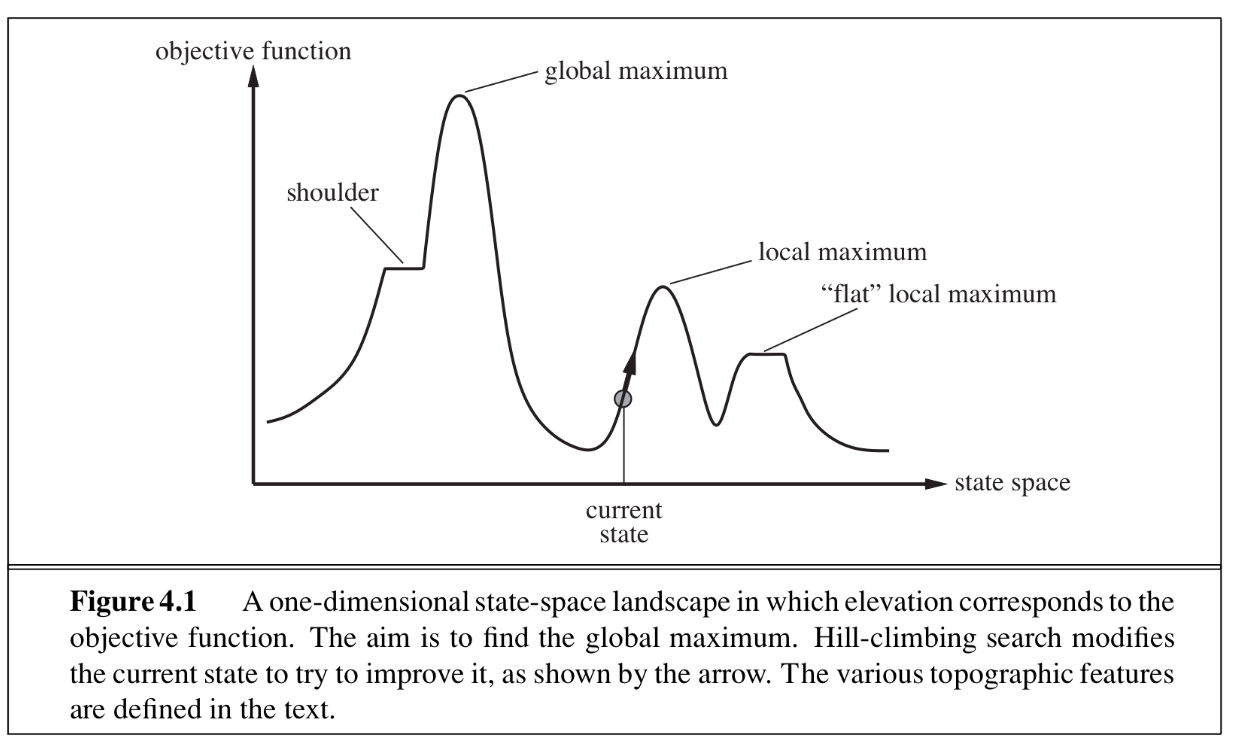 objective function
global maximum
shoulder
local maximum
“flat” local maximum
state space
current
state
Figure 4.1 A one-dimensional state-space landscape in which elevation corresponds to the
objective function. The aim is to find the global maximum. Hill-climbing search modifies
the current state to try to improve it, as shown by the arrow. The various topographic features
are defined in the text.